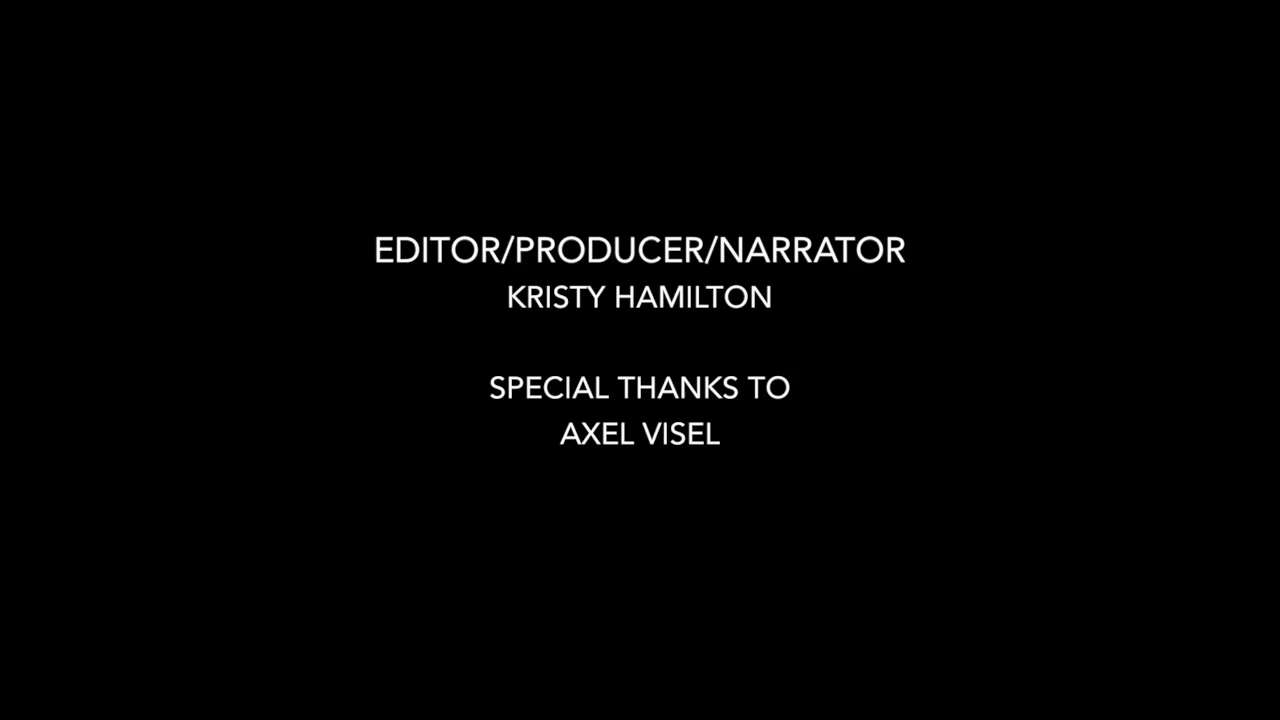 EDITOR/PRODUCER/NARRATOR
KRISTY HAMILTON
SPECIAL THANKS TO
AXEL VISEL